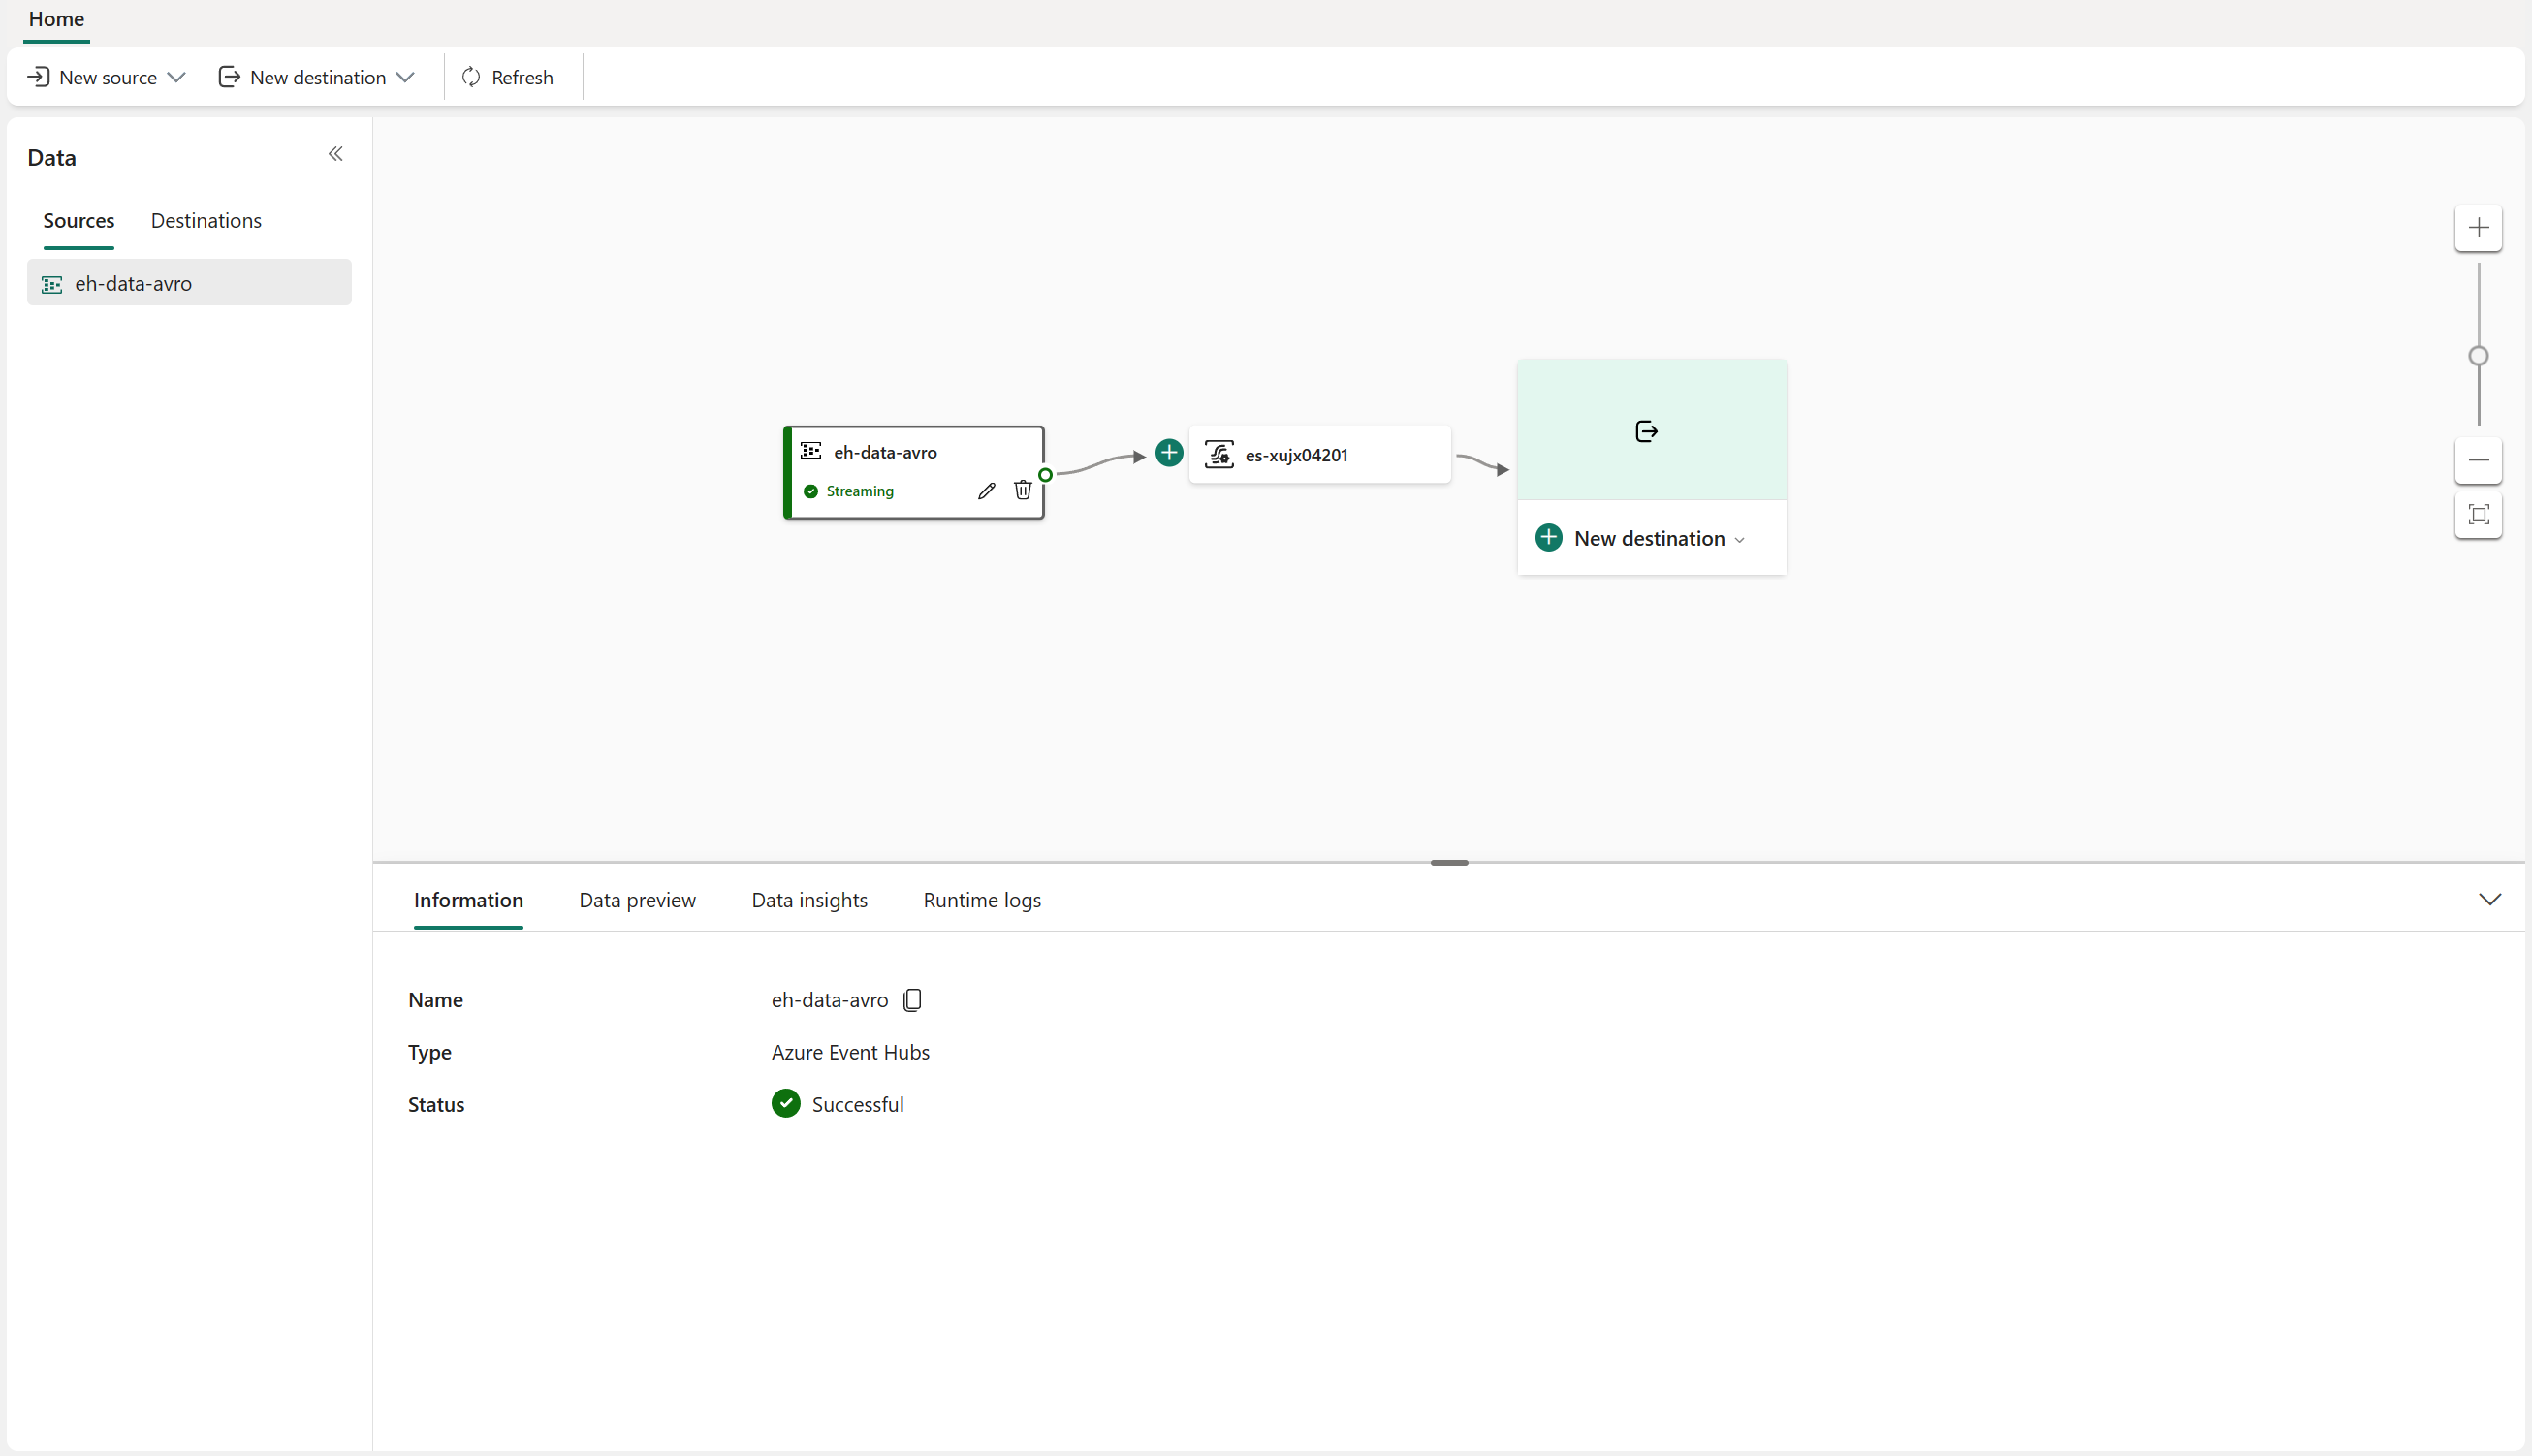 Home
New source
New destination
Refresh
Data
Sources
Destinations
eh-data-avro
eh-data-avro
Streaming
es-xujx04201
New destination
Information
Data preview
Data insights
Runtime logs
Name
eh-data-avro
Type
Azure Event Hubs
Status
Successful